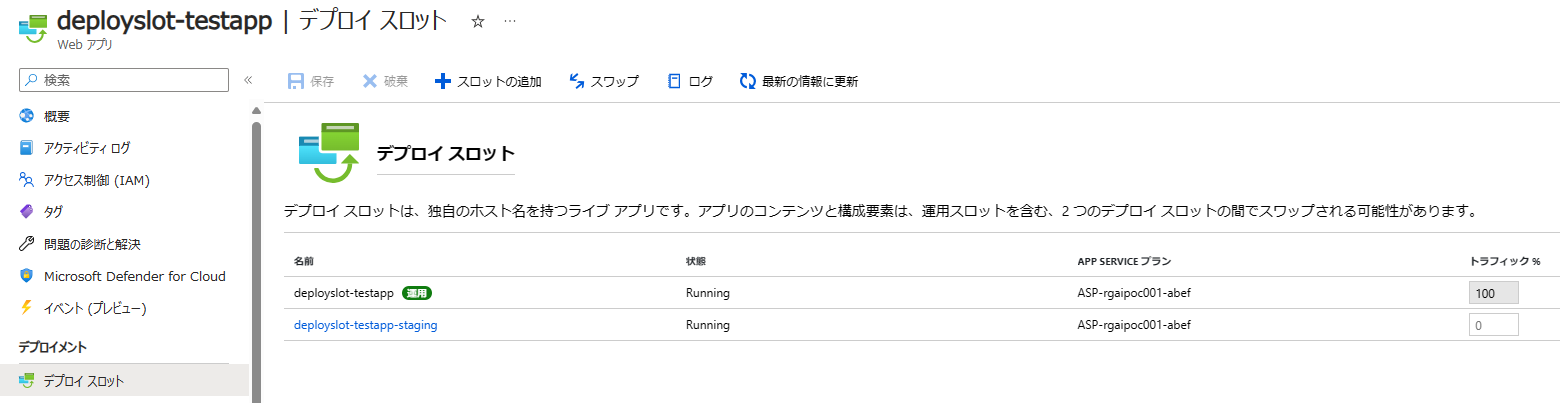 deployslot-testapp | デプロイ スロット ☆ …
Web アプリ
検索 «
保存 破棄 スロットの追加 スワップ ログ 最新の情報に更新
概要
アクティビティ ログ
アクセス制御 (IAM)
タグ
問題の診断と解決
Microsoft Defender for Cloud
イベント (プレビュー)
デプロイメント
デプロイ スロット
デプロイ スロット
デプロイ スロットは、独自のホスト名を持つライブ アプリです。アプリのコンテンツと構成要素は、運用スロットを含む、2 つのデプロイ スロットの間でスワップされる可能性があります。
名前 状態 APP SERVICE プラン トラフィック %
deployslot-testapp 運用 Running ASP-rgaipoc001-abef 100
deployslot-testapp-staging Running ASP-rgaipoc001-abef 0